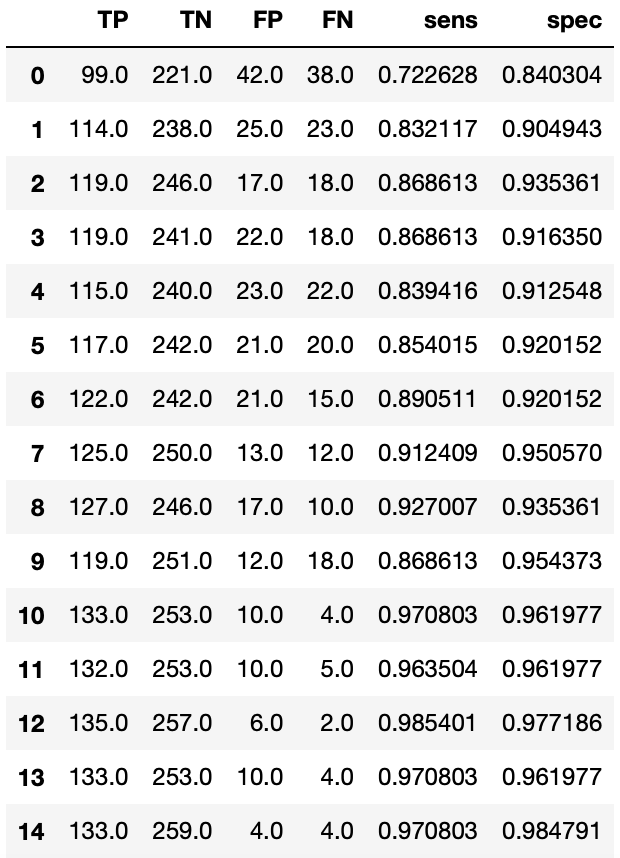 TP TN FP FN sens spec
0 99.0 221.0 42.0 38.0 0.722628 0.840304
1 114.0 238.0 25.0 23.0 0.832117 0.904943
2 119.0 246.0 17.0 18.0 0.868613 0.935361
3 119.0 241.0 22.0 18.0 0.868613 0.916350
4 115.0 240.0 23.0 22.0 0.839416 0.912548
5 117.0 242.0 21.0 20.0 0.854015 0.920152
6 122.0 242.0 21.0 15.0 0.890511 0.920152
7 125.0 250.0 13.0 12.0 0.912409 0.950570
8 127.0 246.0 17.0 10.0 0.927007 0.935361
9 119.0 251.0 12.0 18.0 0.868613 0.954373
10 133.0 253.0 10.0 4.0 0.970803 0.961977
11 132.0 253.0 10.0 5.0 0.963504 0.961977
12 135.0 257.0 6.0 2.0 0.985401 0.977186
13 133.0 253.0 10.0 4.0 0.970803 0.961977
14 133.0 259.0 4.0 4.0 0.970803 0.984791